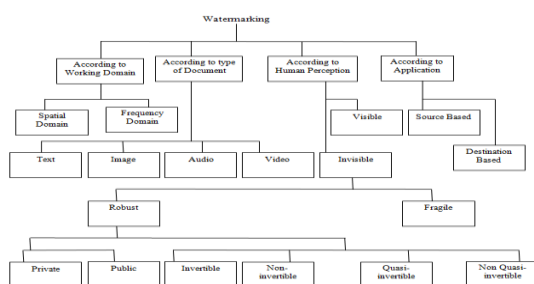 Watermarking
According to
Working Domain
According to type
of Document
According to
Human Perception
According to
Application
Spatial
Domain
Frequency
Domain
Visible
Source Based
Text
Image
Audio
Video
Invisible
Destination
Based
Robust
Fragile
Private
Public
Invertible
Non-
invertible
Quasi-
invertible
Non Quasi-
invertible